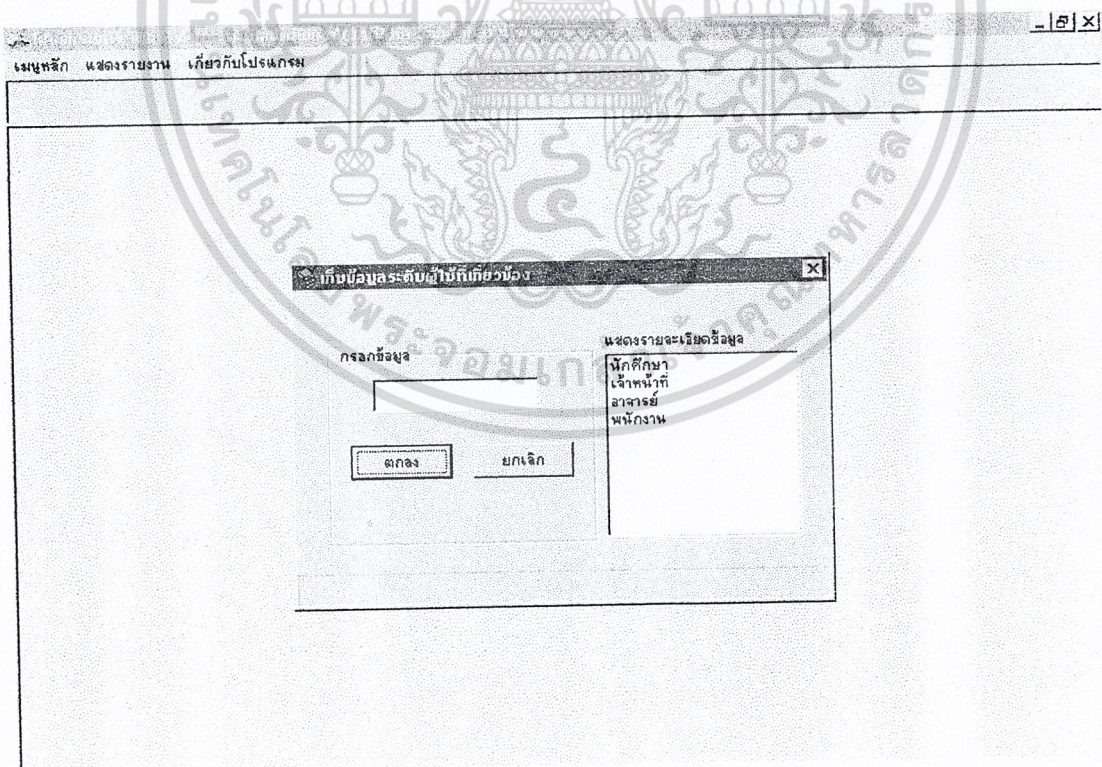 เมนูหลัก แสดงรายงาน เกี่ยวกับโปรแกรม
เก็บข้อมูลระดับผู้ใช้ที่เกี่ยวข้อง
กรอกข้อมูล
ตกลง ยกเลิก
แสดงรายละเอียดข้อมูล
นักศึกษา
เจ้าหน้าที่
อาจารย์
พนักงาน